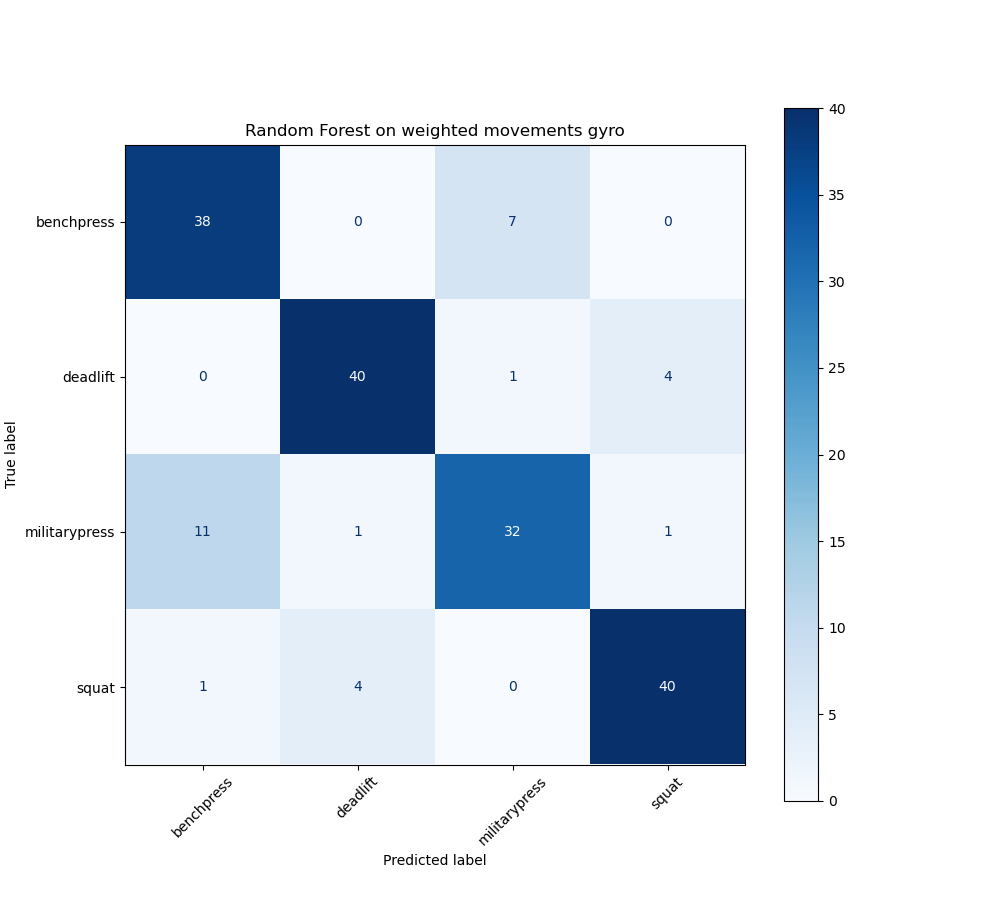 Random Forest on weighted movements gyro
True label
benchpress
38 0 7 0
deadlift
0 40 1 4
militarypress
11 1 32 1
squat
1 4 0 40
benchpress
deadlift
militarypress
squat
Predicted label
40
35
30
25
20
15
10
5
0